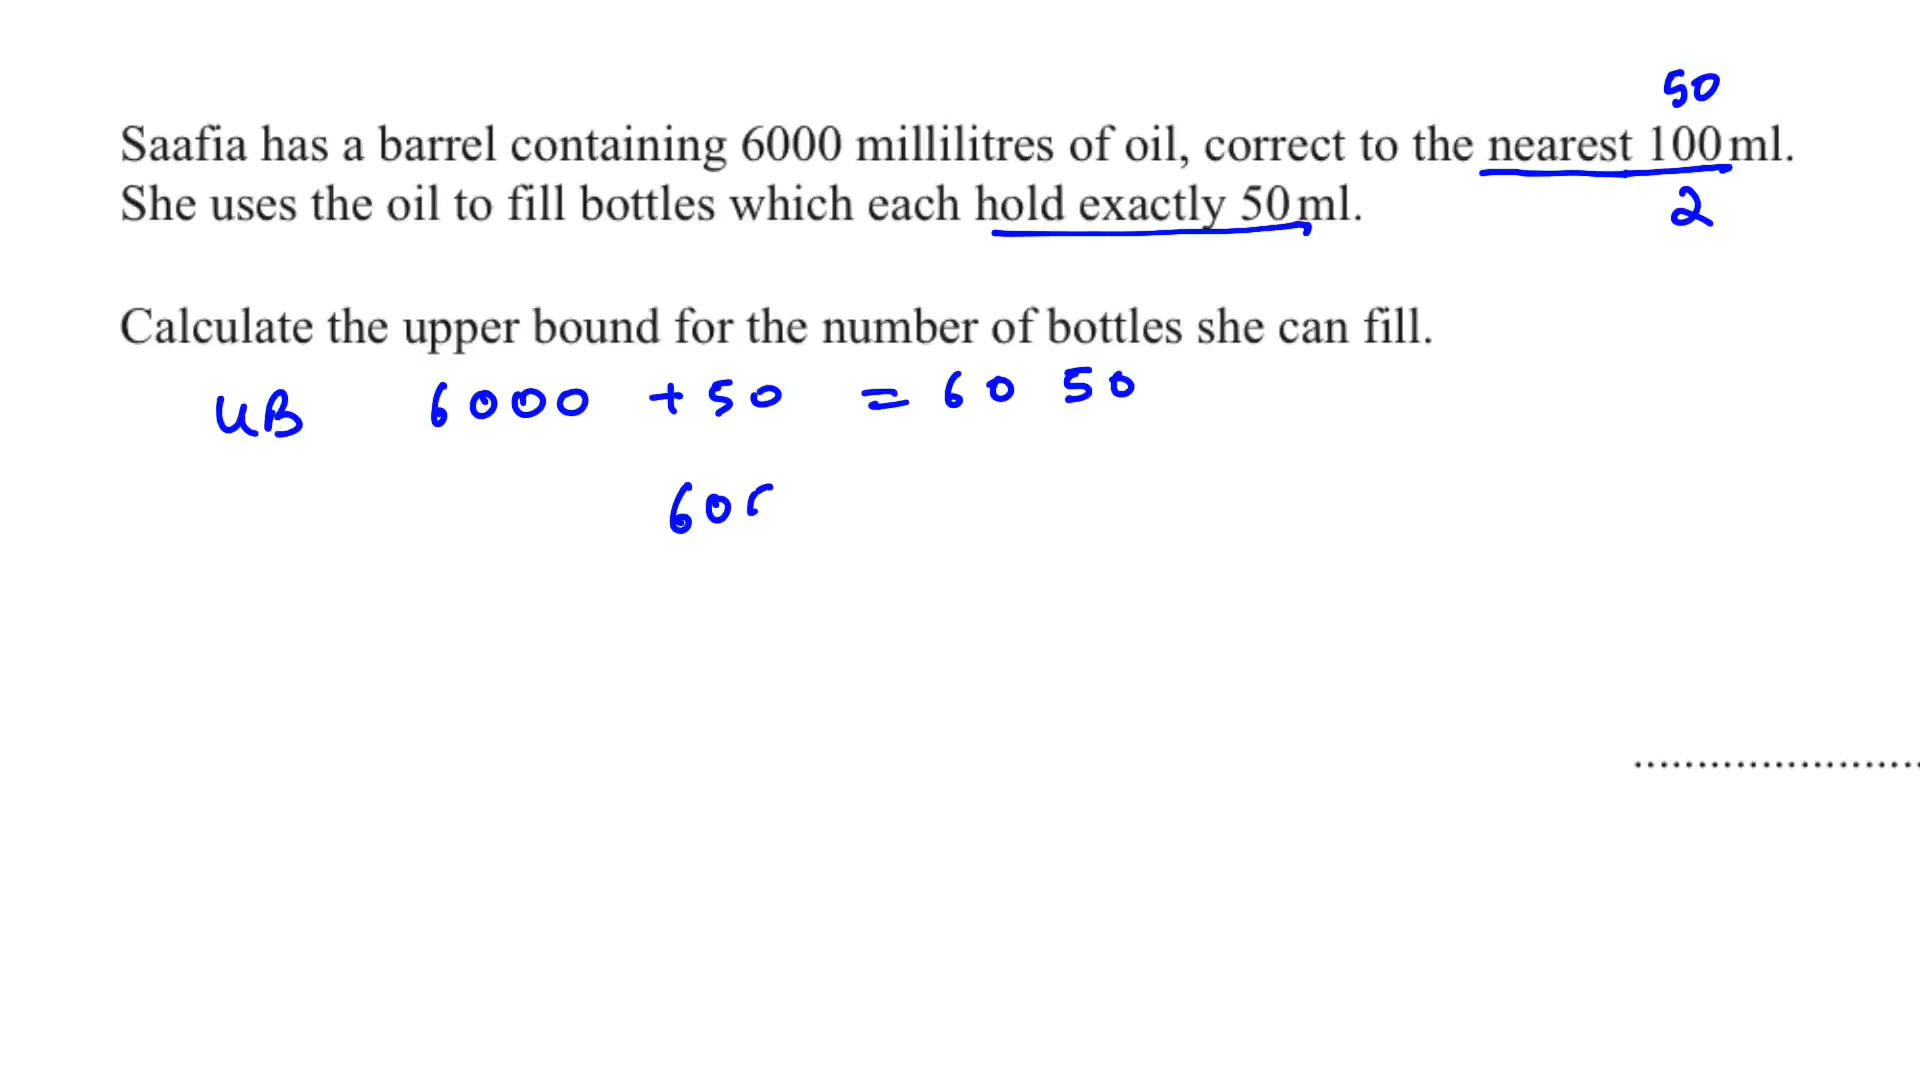 50
Saafia has a barrel containing 6000 millilitres of oil, correct to the nearest 100 ml.
She uses the oil to fill bottles which each hold exactly 50 ml.
2
Calculate the upper bound for the number of bottles she can fill.
UB 6000 + 50 = 6050
60